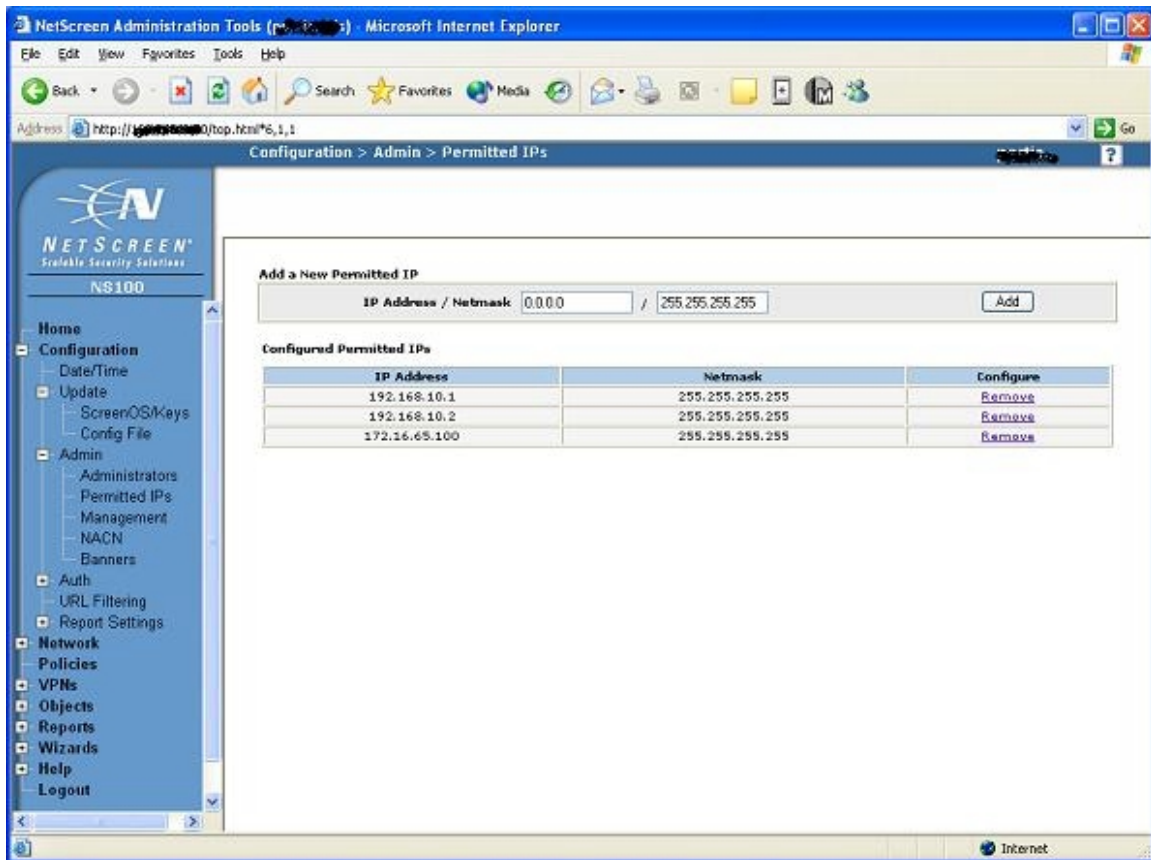 NetScreen Administration Tools ( ) - Microsoft Internet Explorer
File Edit View Favorites Tools Help
Back Search Favorites Media
Address http:// 0/top.html*6,1,1 Go
Configuration > Admin > Permitted IPs ?
N
NETSCREEN
Scalable Security Solutions
NS100
Home
Configuration
Date/Time
Update
ScreenOS/Keys
Config File
Admin
Administrators
Permitted IPs
Management
NACN
Banners
Auth
URL Filtering
Report Settings
Network
Policies
VPNs
Objects
Reports
Wizards
Help
Logout
Add a New Permitted IP
IP Address / Netmask 0.0.0.0 / 255.255.255.255 Add
Configured Permitted IPs
IP Address Netmask Configure
192.168.10.1 255.255.255.255 Remove
192.168.10.2 255.255.255.255 Remove
172.16.65.100 255.255.255.255 Remove
Internet